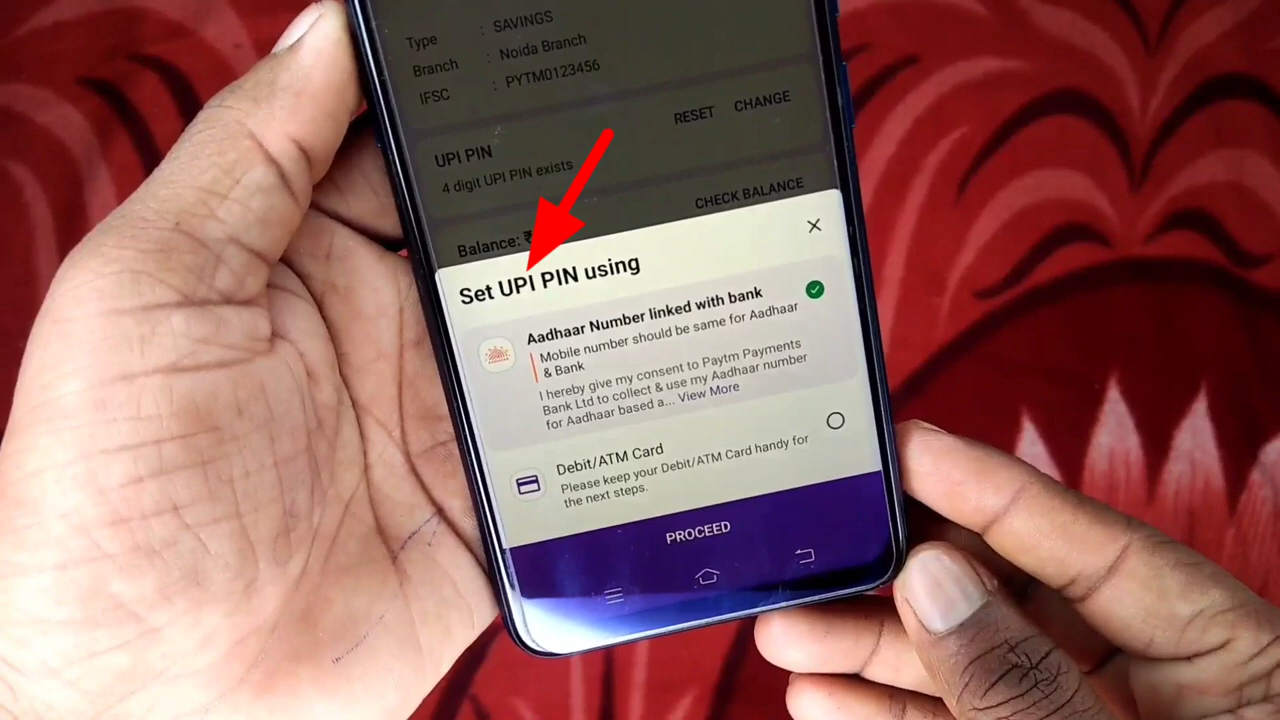 Type : SAVINGS
Branch : Noida Branch
IFSC : PYTM0123456
UPI PIN RESET CHANGE
4 digit UPI PIN exists
CHECK BALANCE
Balance: ₹
Set UPI PIN using
Aadhaar Number linked with bank
Mobile number should be same for Aadhaar
& Bank
I hereby give my consent to Paytm Payments
Bank Ltd to collect & use my Aadhaar number
for Aadhaar based a... View More
Debit/ATM Card
Please keep your Debit/ATM Card handy for
the next steps.
PROCEED